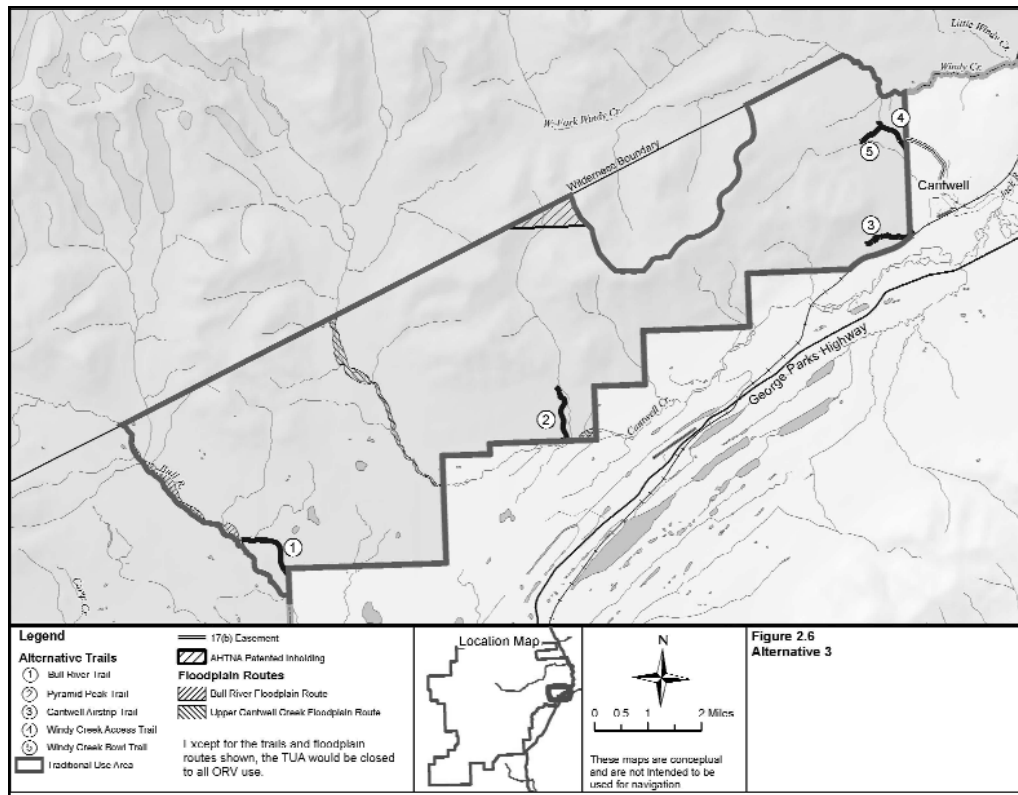 Little Windy Cr.
Windy Cr.
W. Fork Windy Cr.
4
5
Wilderness Boundary
Cantwell
Jack R.
3
George Parks Highway
Cantwell Cr.
2
Bull R.
1
Legend
Alternative Trails
1 Bull River Trail
2 Pyramid Peak Trail
3 Cantwell Airstrip Trail
4 Windy Creek Access Trail
5 Windy Creek Bowl Trail
Traditional Use Area
17(b) Easement
AHTNA Patented Inholding
Floodplain Routes
Bull River Floodplain Route
Upper Cantwell Creek Floodplain Route
Except for the trails and floodplain
routes shown, the TUA would be closed
to all ORV use.
Location Map
N
0 0.5 1 2 Miles
These maps are conceptual
and are not intended to be
used for navigation
Figure 2.6
Alternative 3